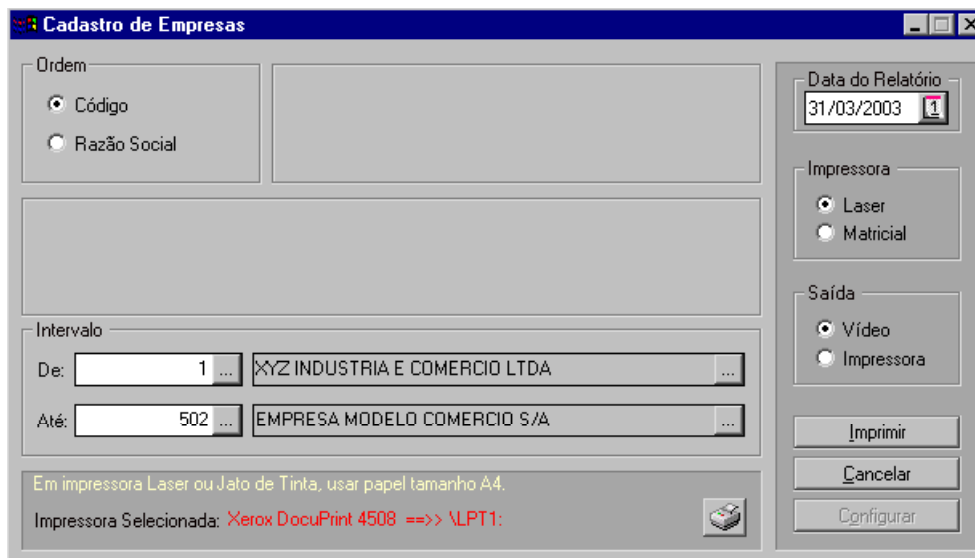 Cadastro de Empresas
Ordem
Código
Razão Social
Data do Relatório
31/03/2003 1
Impressora
Laser
Matricial
Saída
Vídeo
Impressora
Intervalo
De: 1 ... XYZ INDUSTRIA E COMERCIO LTDA ...
Até: 502 ... EMPRESA MODELO COMERCIO S/A ...
Imprimir
Cancelar
Configurar
Em impressora Laser ou Jato de Tinta, usar papel tamanho A4.
Impressora Selecionada: Xerox DocuPrint 4508 ==>> \LPT1: